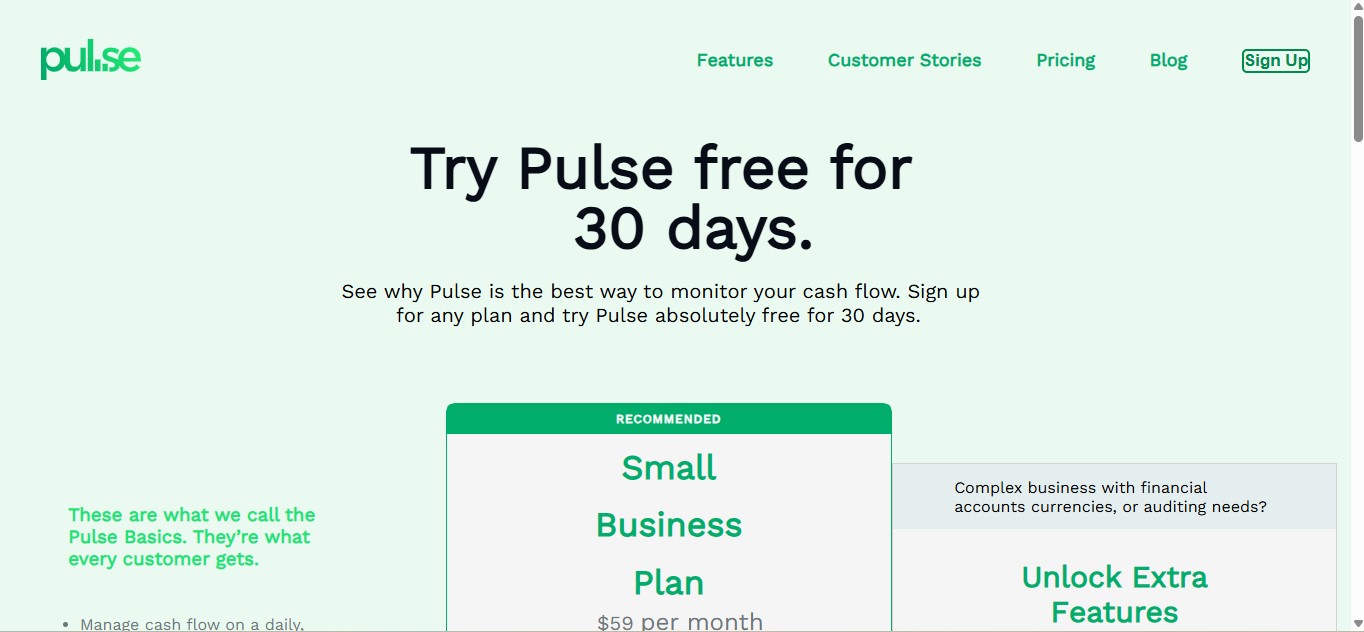 pulse
Features
Customer Stories
Pricing
Blog
Sign Up
Try Pulse free for
30 days.
See why Pulse is the best way to monitor your cash flow. Sign up
for any plan and try Pulse absolutely free for 30 days.
These are what we call the
Pulse Basics. They’re what
every customer gets.
• Manage cash flow on a daily,
RECOMMENDED
Small
Business
Plan
$59 per month
Complex business with financial
accounts currencies, or auditing needs?
Unlock Extra
Features